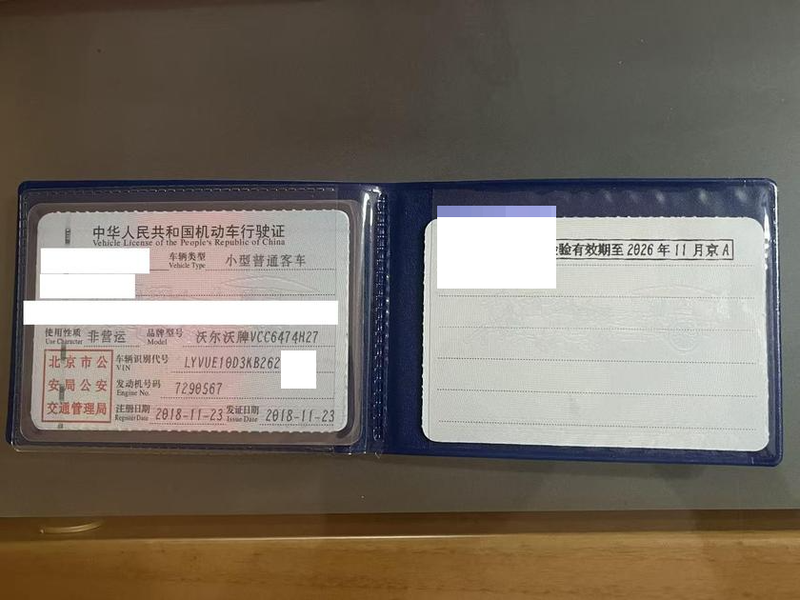 中华人民共和国机动车行驶证
Vehicle License of the People's Republic of China
车辆类型 小型普通客车
Vehicle Type
使用性质 非营运 品牌型号 沃尔沃牌VCC6474H27
Use Character Model
北京市公安局公安交通管理局
车辆识别代号 LYVUE10D3KB262
VIN
发动机号码 7290567
Engine No.
注册日期 2018-11-23 发证日期 2018-11-23
Register Date Issue Date
验有效期至2026年11月京A